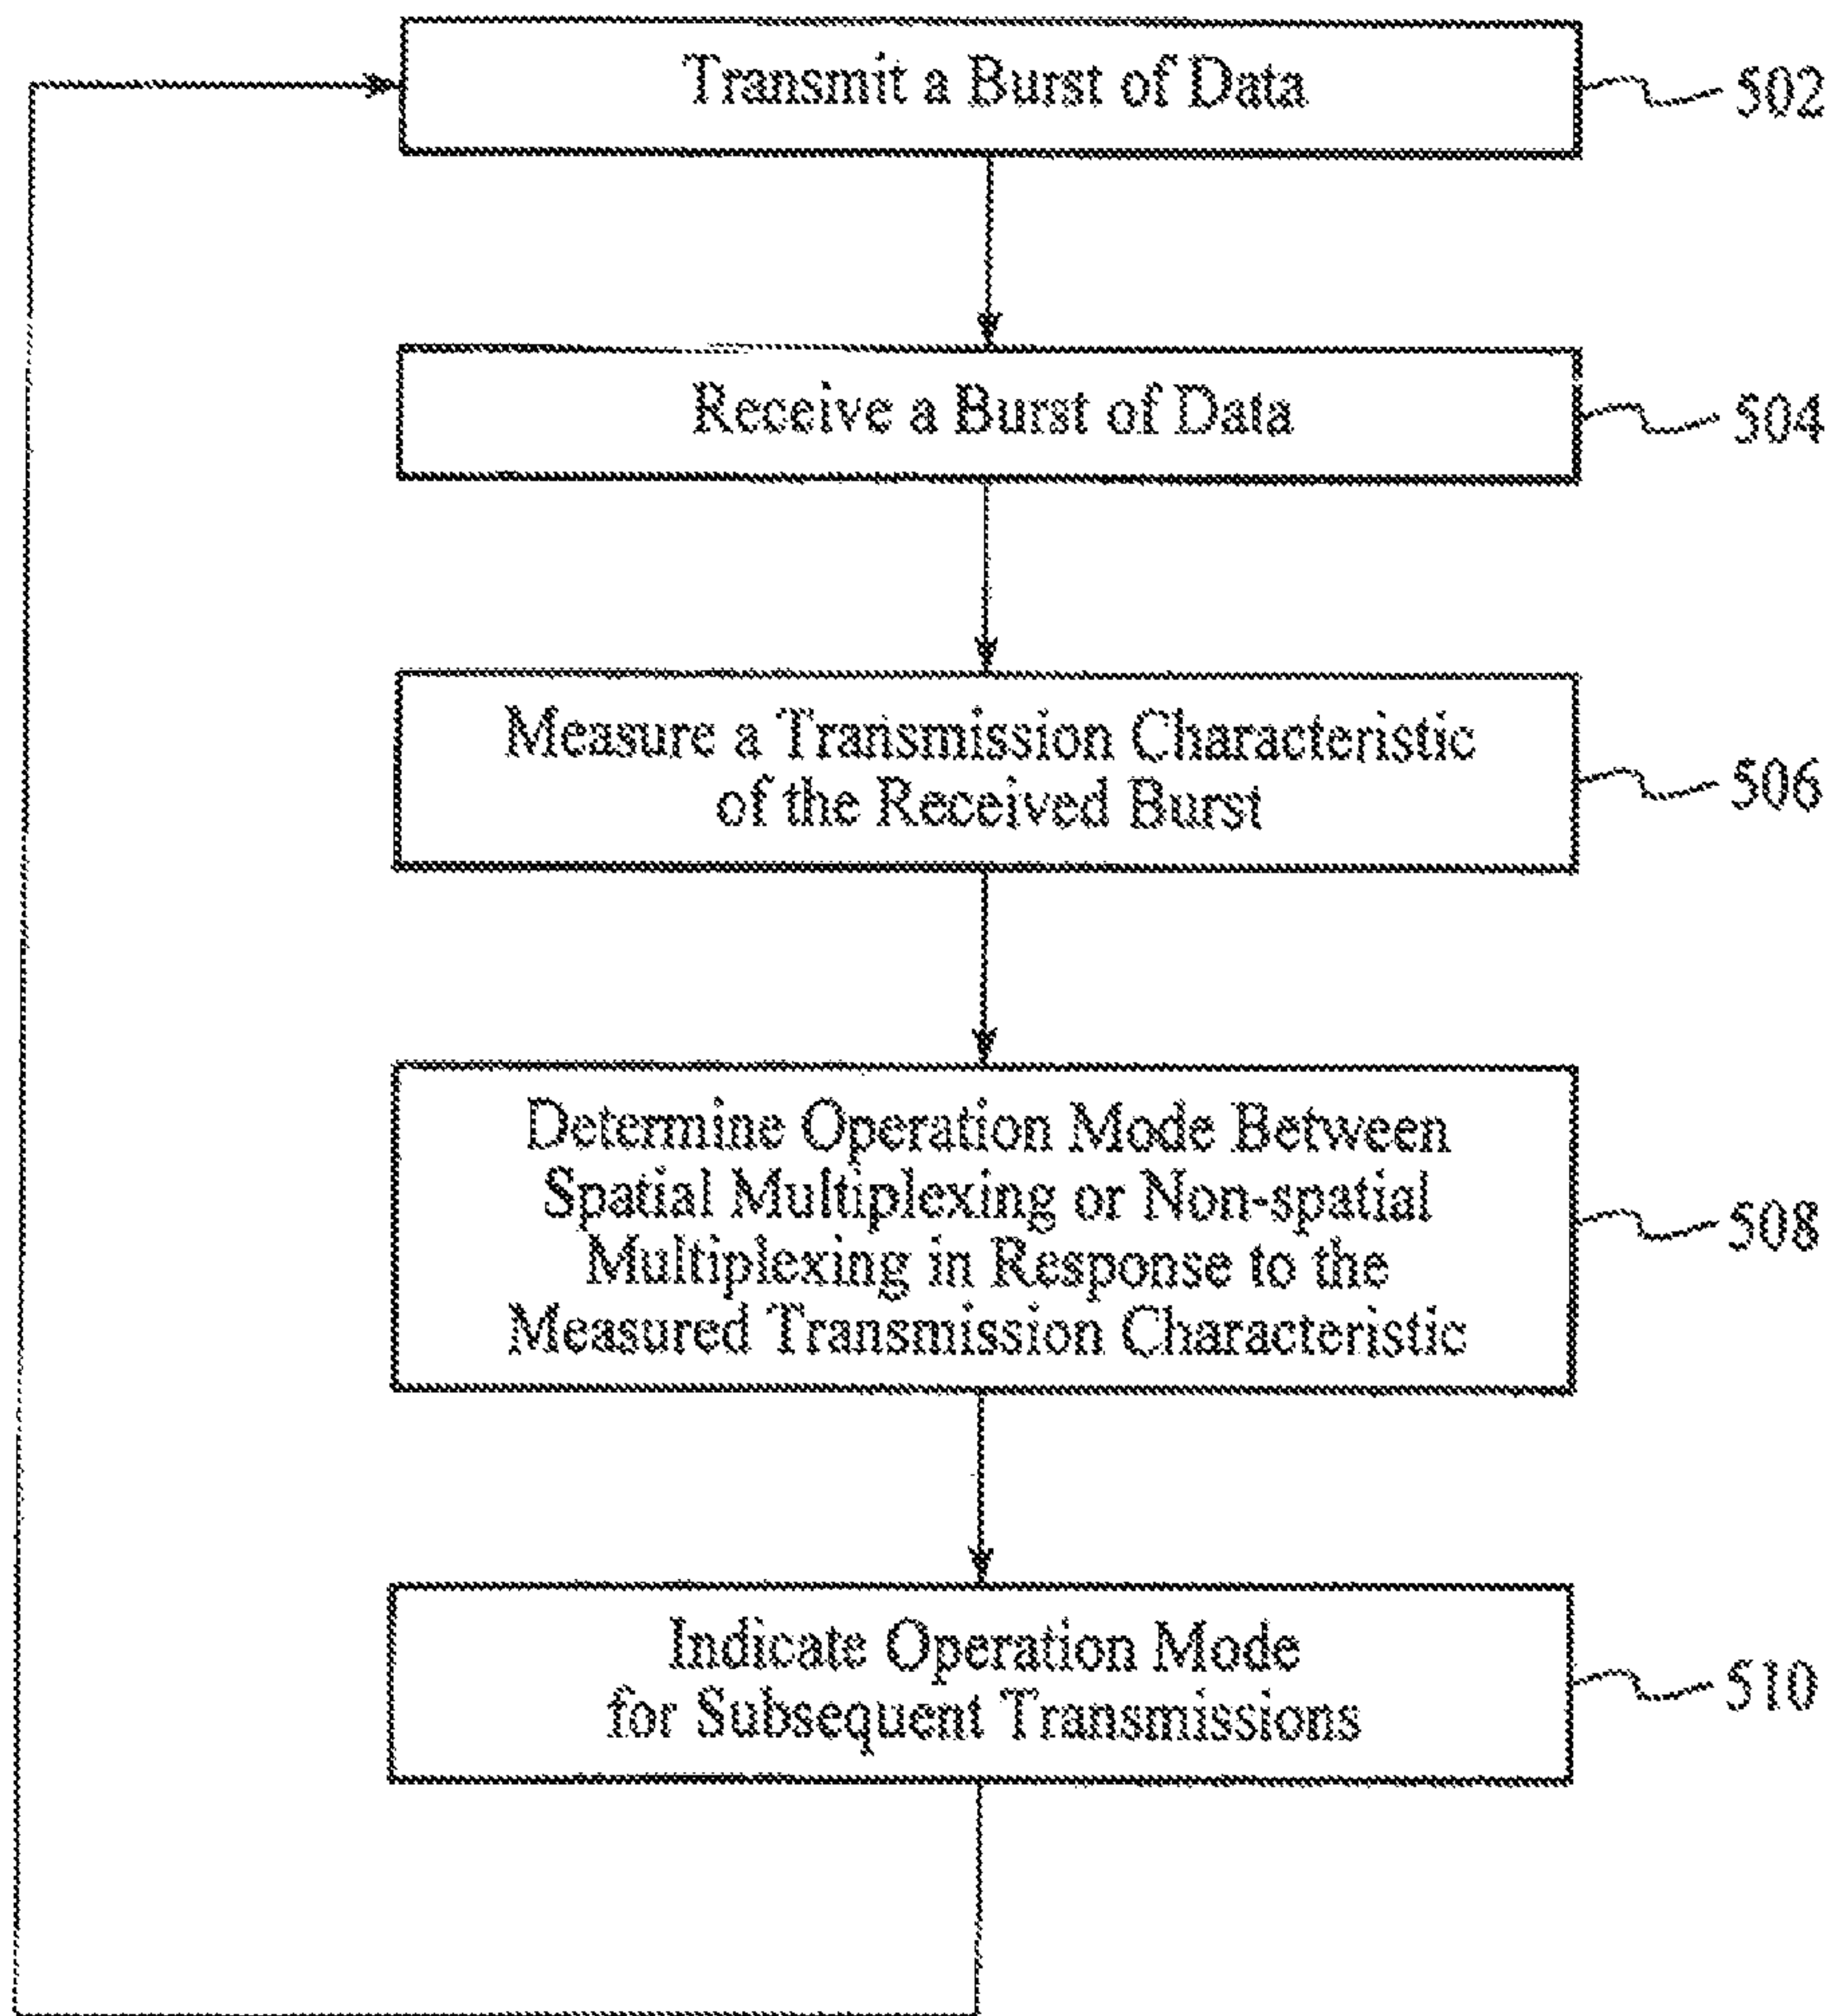 Transmit a Burst of Data
502
Receive a Burst of Data
504
Measure a Transmission Characteristic
of the Received Burst
506
Determine Operation Mode Between
Spatial Multiplexing or Non-spatial
Multiplexing in Response to the
Measured Transmission Characteristic
508
Indicate Operation Mode
for Subsequent Transmissions
510